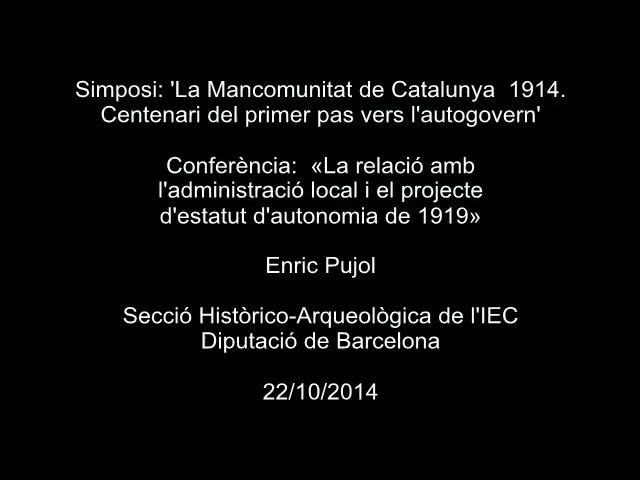 Simposi: 'La Mancomunitat de Catalunya  1914.
Centenari del primer pas vers l'autogovern'
Conferència:  «La relació amb
l'administració local i el projecte
d'estatut d'autonomia de 1919»
Enric Pujol
Secció Històrico-Arqueològica de l'IEC
Diputació de Barcelona
22/10/2014